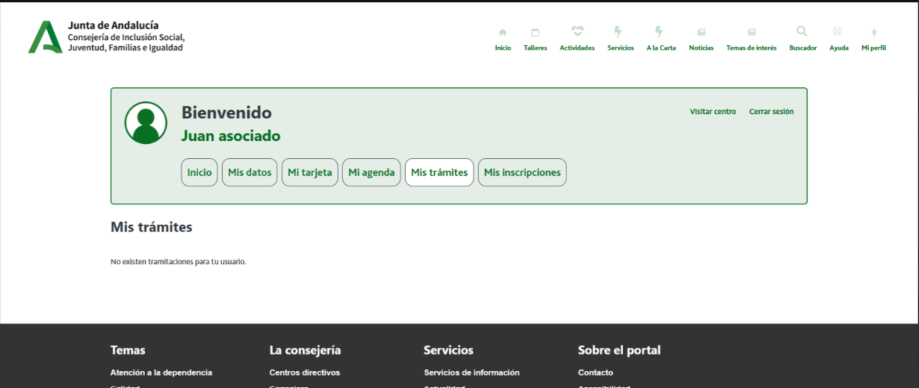 Junta de Andalucía
Consejería de Inclusión Social,
Juventud, Familias e Igualdad
Inicio Talleres Actividades Servicios A la Carta Noticias Temas de interés Buscador Ayuda Mi perfil
Bienvenido
Juan asociado
Visitar centro Cerrar sesión
Inicio Mis datos Mi tarjeta Mi agenda Mis trámites Mis inscripciones
Mis trámites
No existen tramitaciones para tu usuario.
Temas La consejería Servicios Sobre el portal
Atención a la dependencia Centros directivos Servicios de información Contacto